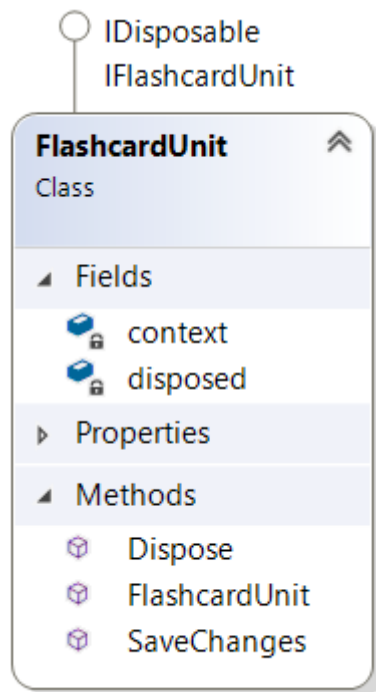 IDisposable
IFlashcardUnit
FlashcardUnit
Class
Fields
context
disposed
Properties
Methods
Dispose
FlashcardUnit
SaveChanges